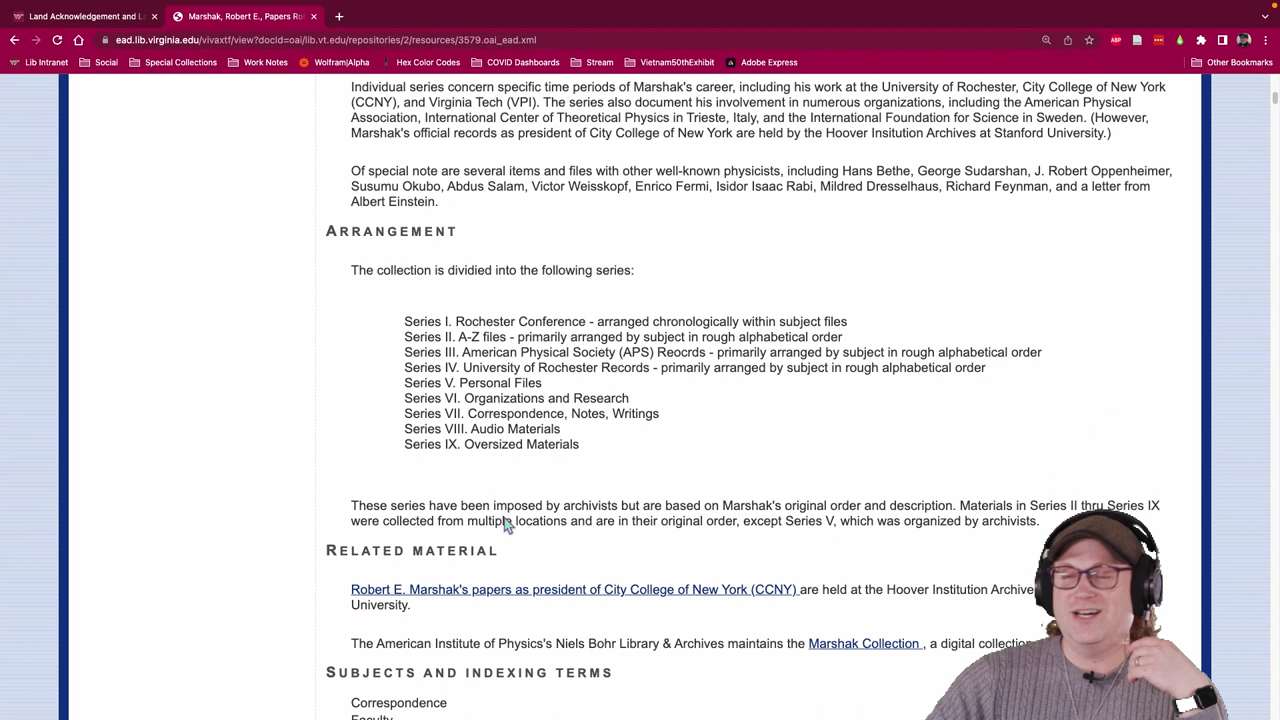 Land Acknowledgement and L
Marshak, Robert E., Papers Ro
ead.lib.virginia.edu/vivaxtf/view?docId=oai/lib.vt.edu/repositories/2/resources/3579.oai_ead.xml
ABP
Lib Intranet
Social
Special Collections
Work Notes
Wolfram|Alpha
Hex Color Codes
COVID Dashboards
Stream
Vietnam50thExhibit
Adobe Express
Other Bookmarks
Individual series concern specific time periods of Marshak's career, including his work at the University of Rochester, City College of New York
(CCNY), and Virginia Tech (VPI). The series also document his involvement in numerous organizations, including the American Physical
Association, International Center of Theoretical Physics in Trieste, Italy, and the International Foundation for Science in Sweden. (However,
Marshak's official records as president of City College of New York are held by the Hoover Insitution Archives at Stanford University.)
Of special note are several items and files with other well-known physicists, including Hans Bethe, George Sudarshan, J. Robert Oppenheimer,
Susumu Okubo, Abdus Salam, Victor Weisskopf, Enrico Fermi, Isidor Isaac Rabi, Mildred Dresselhaus, Richard Feynman, and a letter from
Albert Einstein.
ARRANGEMENT
The collection is dividied into the following series:
Series I. Rochester Conference - arranged chronologically within subject files
Series II. A-Z files - primarily arranged by subject in rough alphabetical order
Series III. American Physical Society (APS) Reocrds - primarily arranged by subject in rough alphabetical order
Series IV. University of Rochester Records - primarily arranged by subject in rough alphabetical order
Series V. Personal Files
Series VI. Organizations and Research
Series VII. Correspondence, Notes, Writings
Series VIII. Audio Materials
Series IX. Oversized Materials
These series have been imposed by archivists but are based on Marshak's original order and description. Materials in Series II thru Series IX
were collected from multiple locations and are in their original order, except Series V, which was organized by archivists.
RELATED MATERIAL
Robert E. Marshak's papers as president of City College of New York (CCNY) are held at the Hoover Institution Archive
University.
The American Institute of Physics's Niels Bohr Library & Archives maintains the Marshak Collection , a digital collection
SUBJECTS AND INDEXING TERMS
Correspondence
Faculty